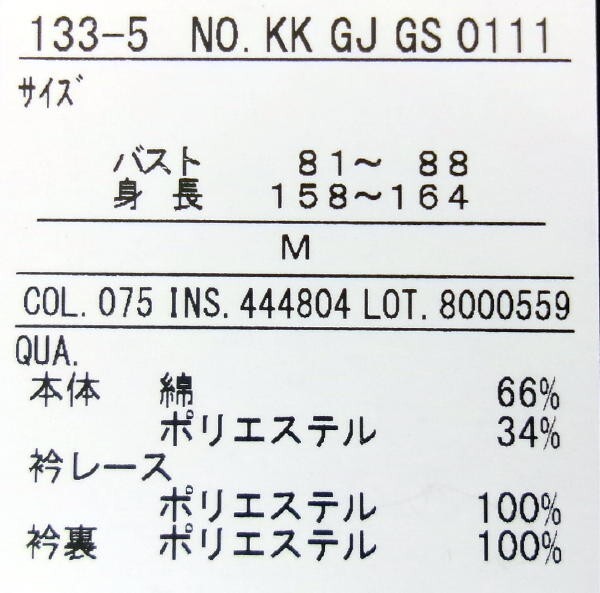 133-5 NO. KK GJ GS 0111
サイズ
バスト 81～ 88
身 長 158～164
M
COL. 075 INS. 444804 LOT. 8000559
QUA.
本体 綿 66%
ポリエステル 34%
衿レース
ポリエステル 100%
衿裏 ポリエステル 100%